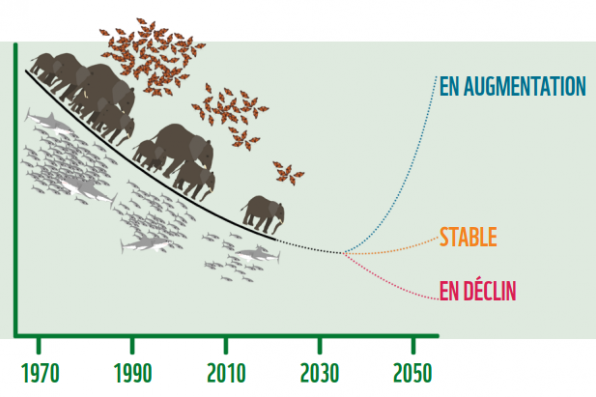 EN AUGMENTATION
STABLE
EN DÉCLIN
1970 1990 2010 2030 2050